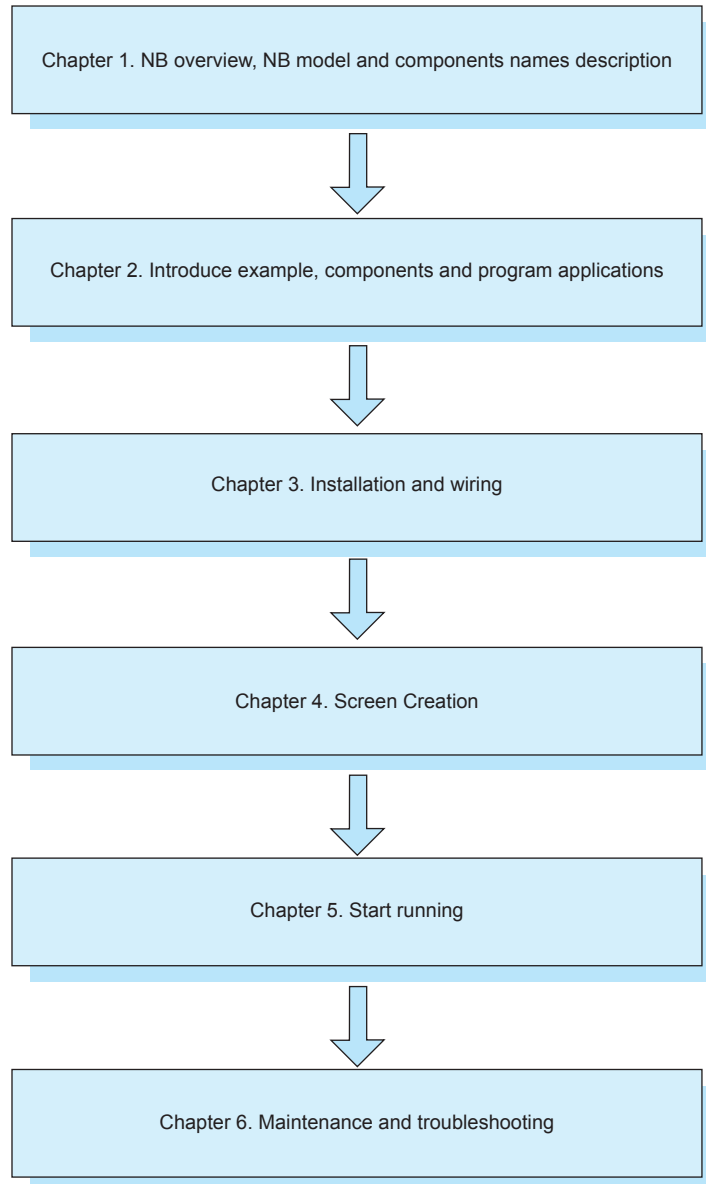 Chapter 1. NB overview, NB model and components names description
Chapter 2. Introduce example, components and program applications
Chapter 3. Installation and wiring
Chapter 4. Screen Creation
Chapter 5. Start running
Chapter 6. Maintenance and troubleshooting